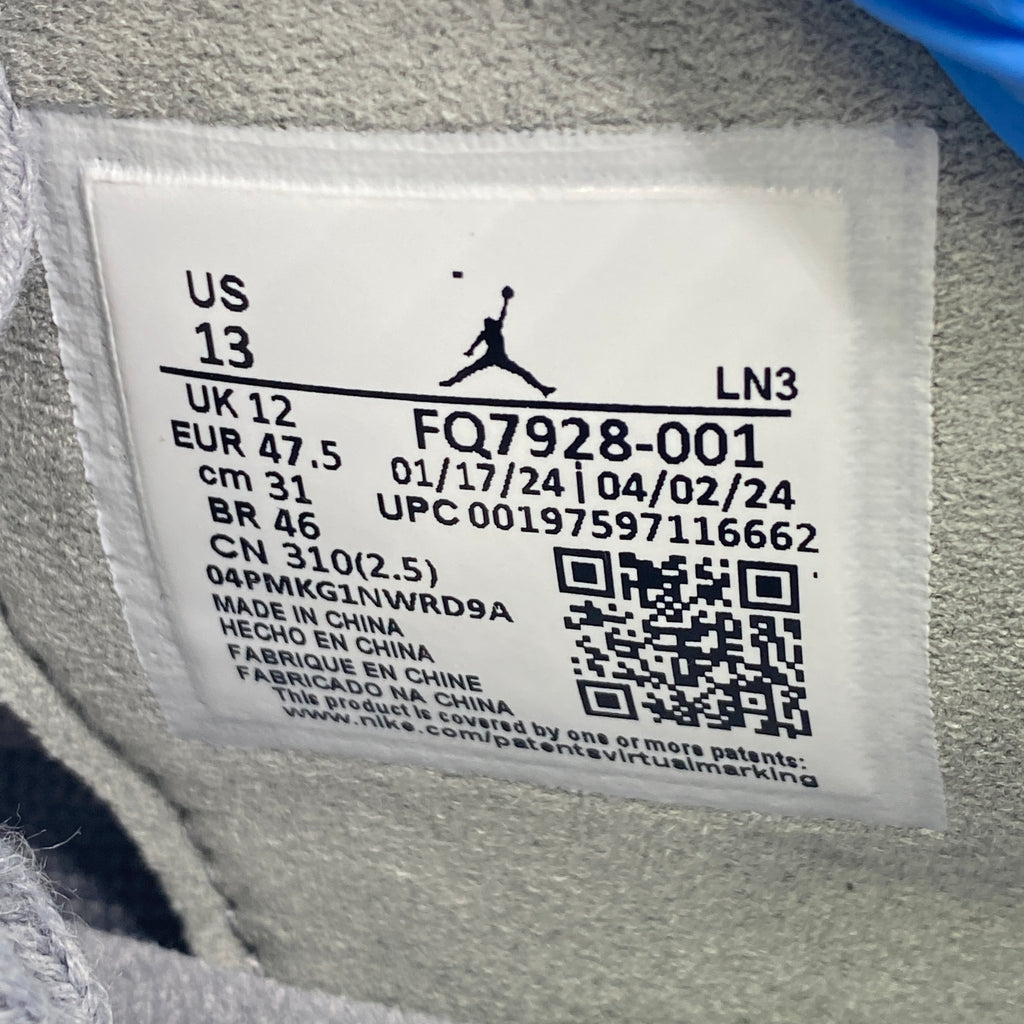 US
13
LN3
UK 12
EUR 47.5
cm 31
BR 46
CN 310(2.5)
FQ7928-001
01/17/24 | 04/02/24
UPC 00197597116662
04PMKG1NWRD9A
MADE IN CHINA
HECHO EN CHINA
FABRIQUE EN CHINE
FABRICADO NA CHINA
This product is covered by one or more patents:
www.nike.com/patentsvirtualmarking